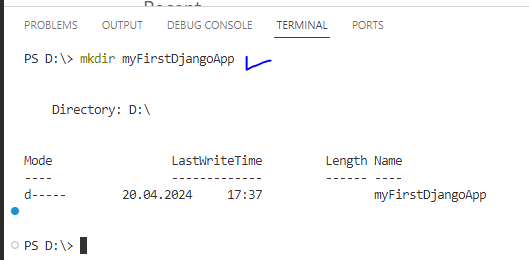 PROBLEMS OUTPUT DEBUG CONSOLE TERMINAL PORTS
PS D:\> mkdir myFirstDjangoApp
Directory: D:\
Mode LastWriteTime Length Name
---- ------------- ------ ----
d----- 20.04.2024 17:37 myFirstDjangoApp
PS D:\>